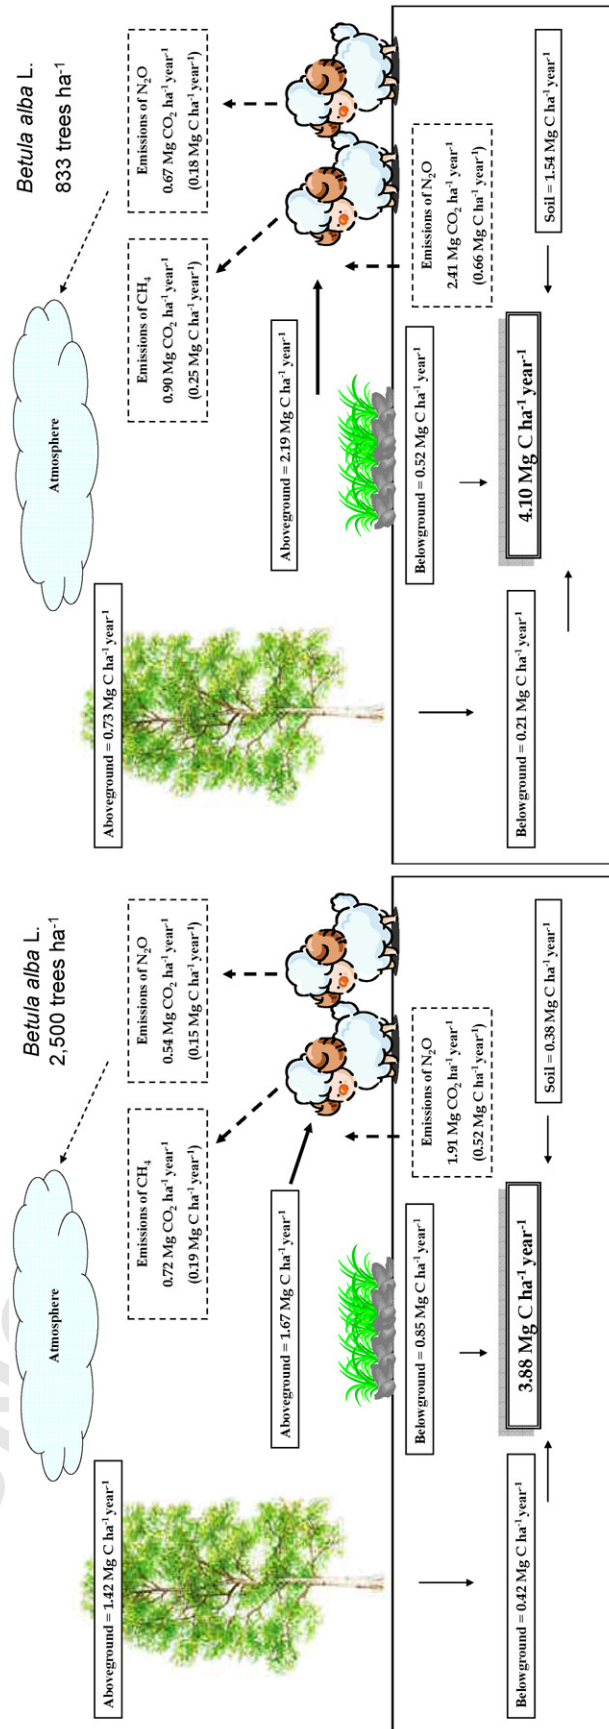 Betula alba L.
2,500 trees ha-1
Atmosphere
Aboveground = 1.42 Mg C ha-1 year-1
Emissions of CH4
0.72 Mg CO2 ha-1 year-1
(0.19 Mg C ha-1 year-1)
Emissions of N2O
0.54 Mg CO2 ha-1 year-1
(0.15 Mg C ha-1 year-1)
Aboveground = 1.67 Mg C ha-1 year-1
Belowground = 0.85 Mg C ha-1 year-1
Emissions of N2O
1.91 Mg CO2 ha-1 year-1
(0.52 Mg C ha-1 year-1)
Belowground = 0.42 Mg C ha-1 year-1
3.88 Mg C ha-1 year-1
Soil = 0.38 Mg C ha-1 year-1
Betula alba L.
833 trees ha-1
Atmosphere
Aboveground = 0.73 Mg C ha-1 year-1
Emissions of CH4
0.90 Mg CO2 ha-1 year-1
(0.25 Mg C ha-1 year-1)
Emissions of N2O
0.67 Mg CO2 ha-1 year-1
(0.18 Mg C ha-1 year-1)
Aboveground = 2.19 Mg C ha-1 year-1
Belowground = 0.52 Mg C ha-1 year-1
Emissions of N2O
2.41 Mg CO2 ha-1 year-1
(0.66 Mg C ha-1 year-1)
Belowground = 0.21 Mg C ha-1 year-1
4.10 Mg C ha-1 year-1
Soil = 1.54 Mg C ha-1 year-1